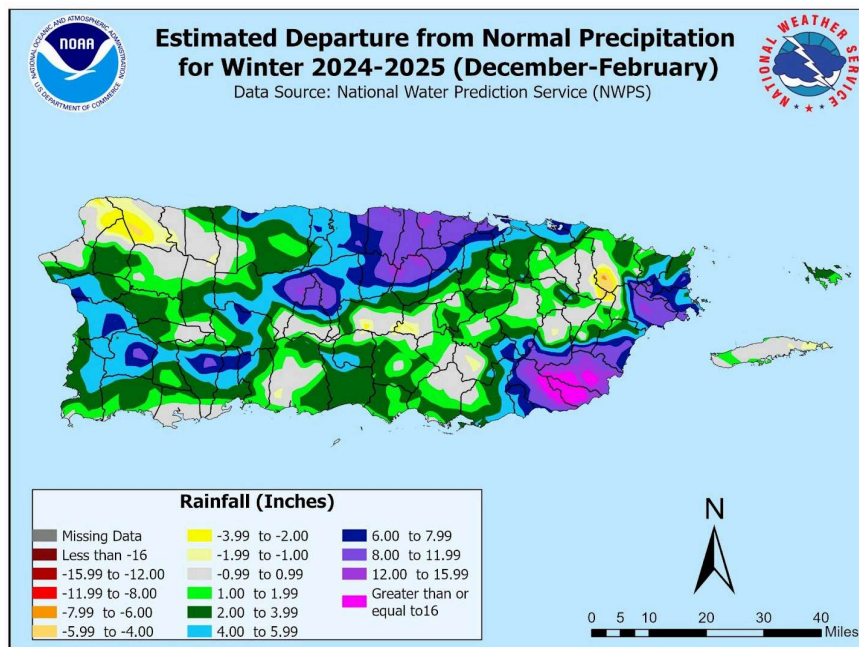 Estimated Departure from Normal Precipitation
for Winter 2024-2025 (December-February)
Data Source: National Water Prediction Service (NWPS)
NATIONAL OCEANIC AND ATMOSPHERIC ADMINISTRATION
NOAA
U.S. DEPARTMENT OF COMMERCE
NATIONAL WEATHER SERVICE
Rainfall (Inches)
Missing Data
Less than -16
-15.99 to -12.00
-11.99 to -8.00
-7.99 to -6.00
-5.99 to -4.00
-3.99 to -2.00
-1.99 to -1.00
-0.99 to 0.99
1.00 to 1.99
2.00 to 3.99
4.00 to 5.99
6.00 to 7.99
8.00 to 11.99
12.00 to 15.99
Greater than or
equal to16
N
0 5 10 20 30 40
Miles